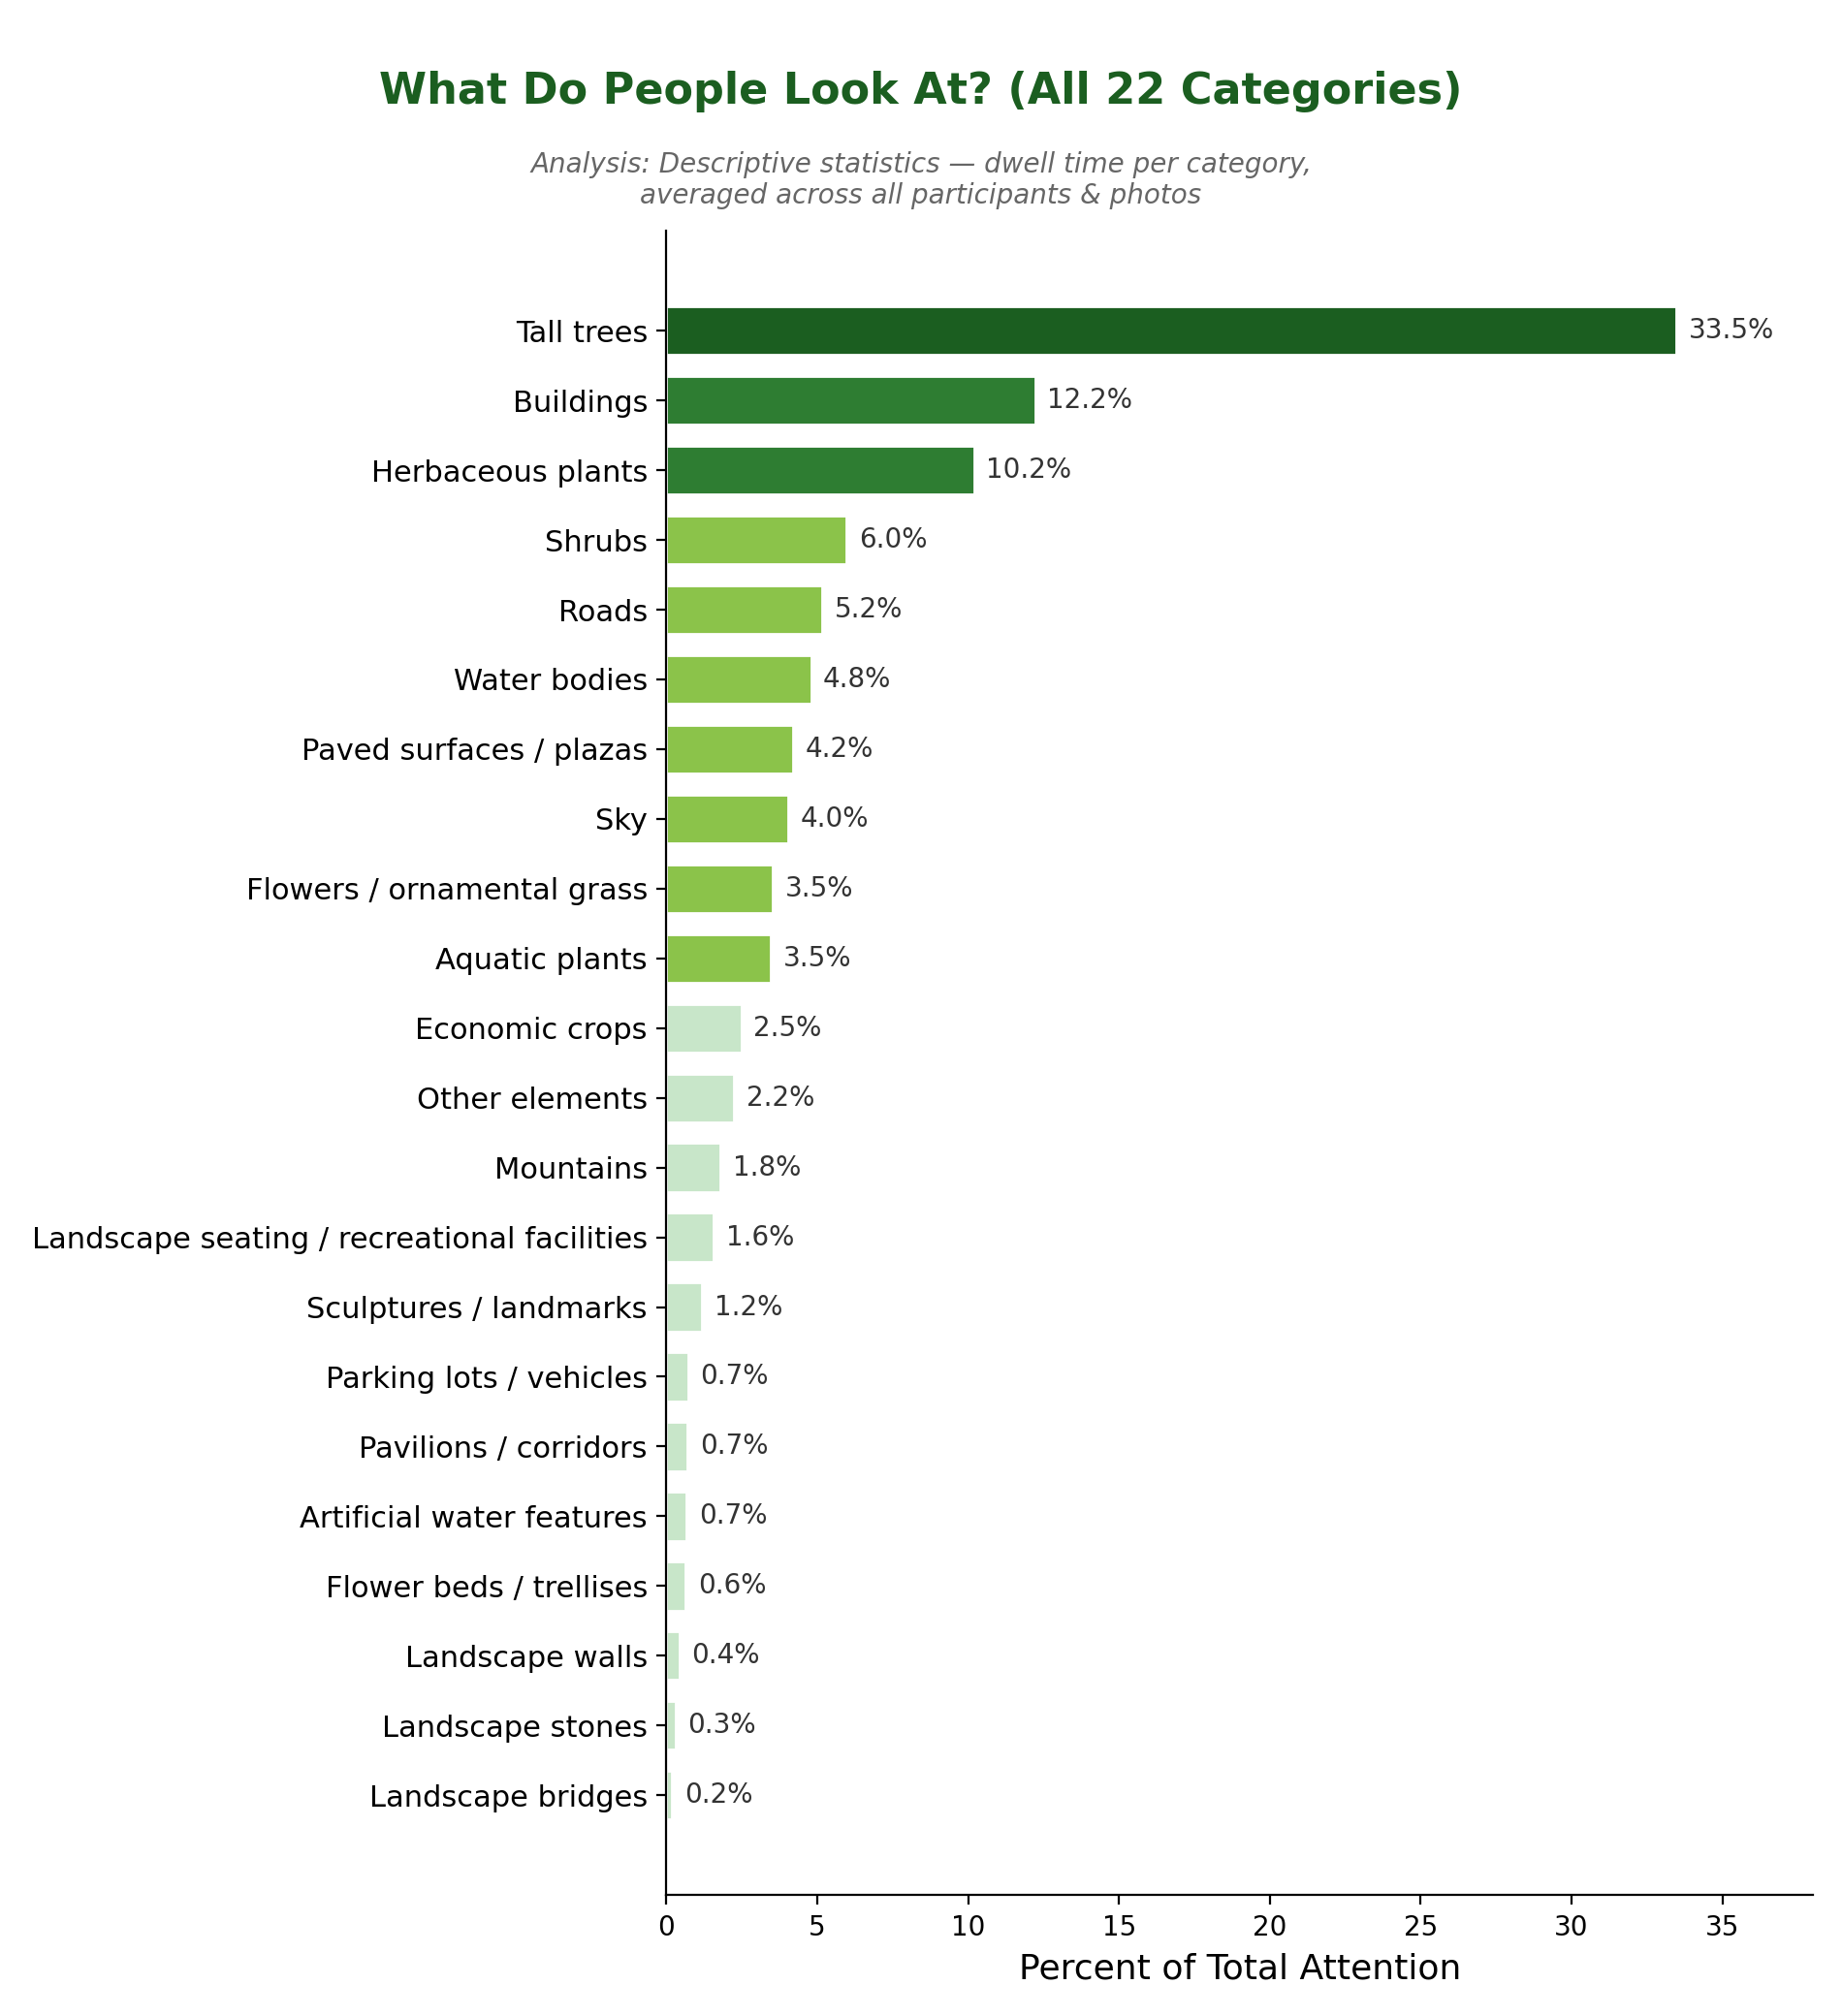 What Do People Look At? (All 22 Categories)
Analysis: Descriptive statistics — dwell time per category,
averaged across all participants & photos
Tall trees 33.5%
Buildings 12.2%
Herbaceous plants 10.2%
Shrubs 6.0%
Roads 5.2%
Water bodies 4.8%
Paved surfaces / plazas 4.2%
Sky 4.0%
Flowers / ornamental grass 3.5%
Aquatic plants 3.5%
Economic crops 2.5%
Other elements 2.2%
Mountains 1.8%
Landscape seating / recreational facilities 1.6%
Sculptures / landmarks 1.2%
Parking lots / vehicles 0.7%
Pavilions / corridors 0.7%
Artificial water features 0.7%
Flower beds / trellises 0.6%
Landscape walls 0.4%
Landscape stones 0.3%
Landscape bridges 0.2%
0 5 10 15 20 25 30 35
Percent of Total Attention